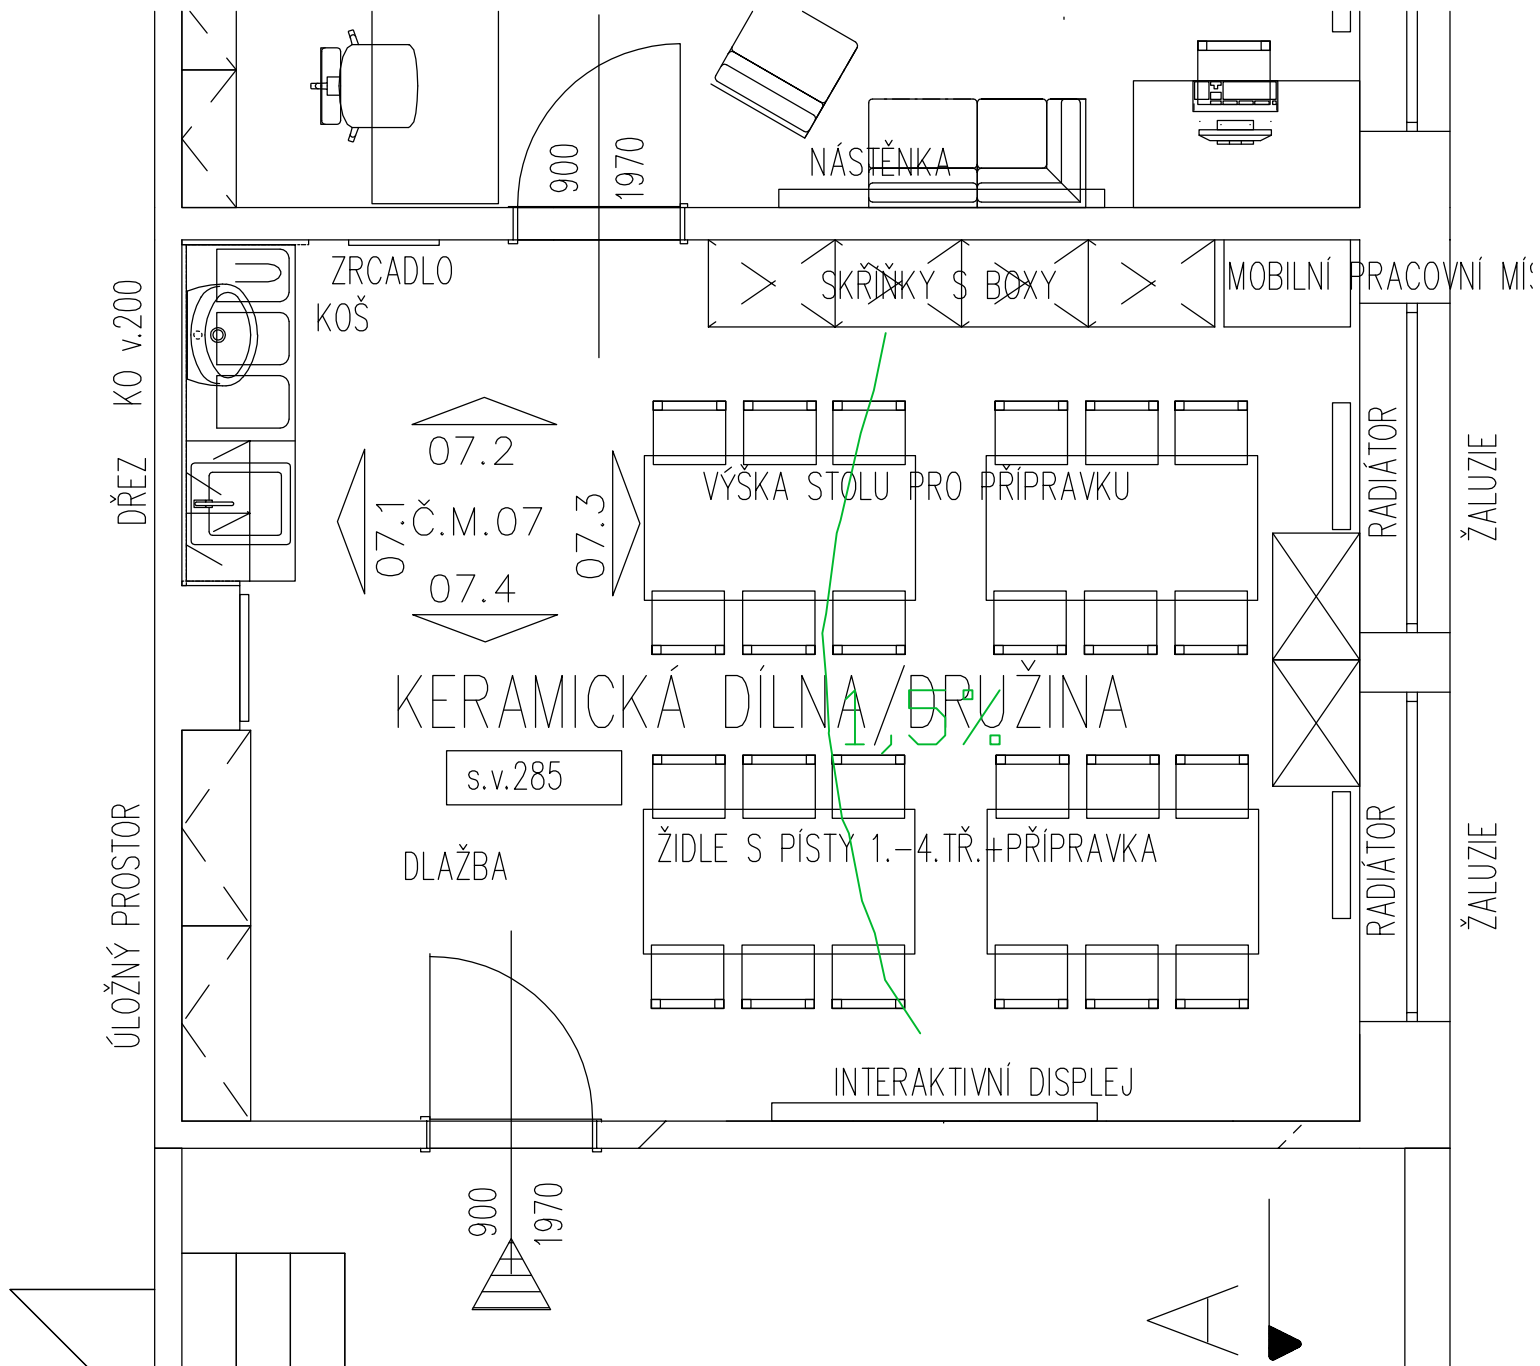 900
1970
NÁSTĚNKA
ZRCADLO
KOŠ
SKŘÍŇKY S BOXY
MOBILNÍ PRACOVNÍ
KO v.200
DŘEZ
07.2
07.1
Č.M.07
07.3
07.4
VÝŠKA STOLU PRO PŘÍPRAVKU
RADIÁTOR
ŽALUZIE
KERAMICKÁ DÍLNA/DRUŽINA
1,5%
s.v.285
ŽIDLE S PÍSTY 1.-4.TŘ.+PŘÍPRAVKA
DLAŽBA
ÚLOŽNÝ PROSTOR
RADIÁTOR
ŽALUZIE
INTERAKTIVNÍ DISPLEJ
900
1970
A